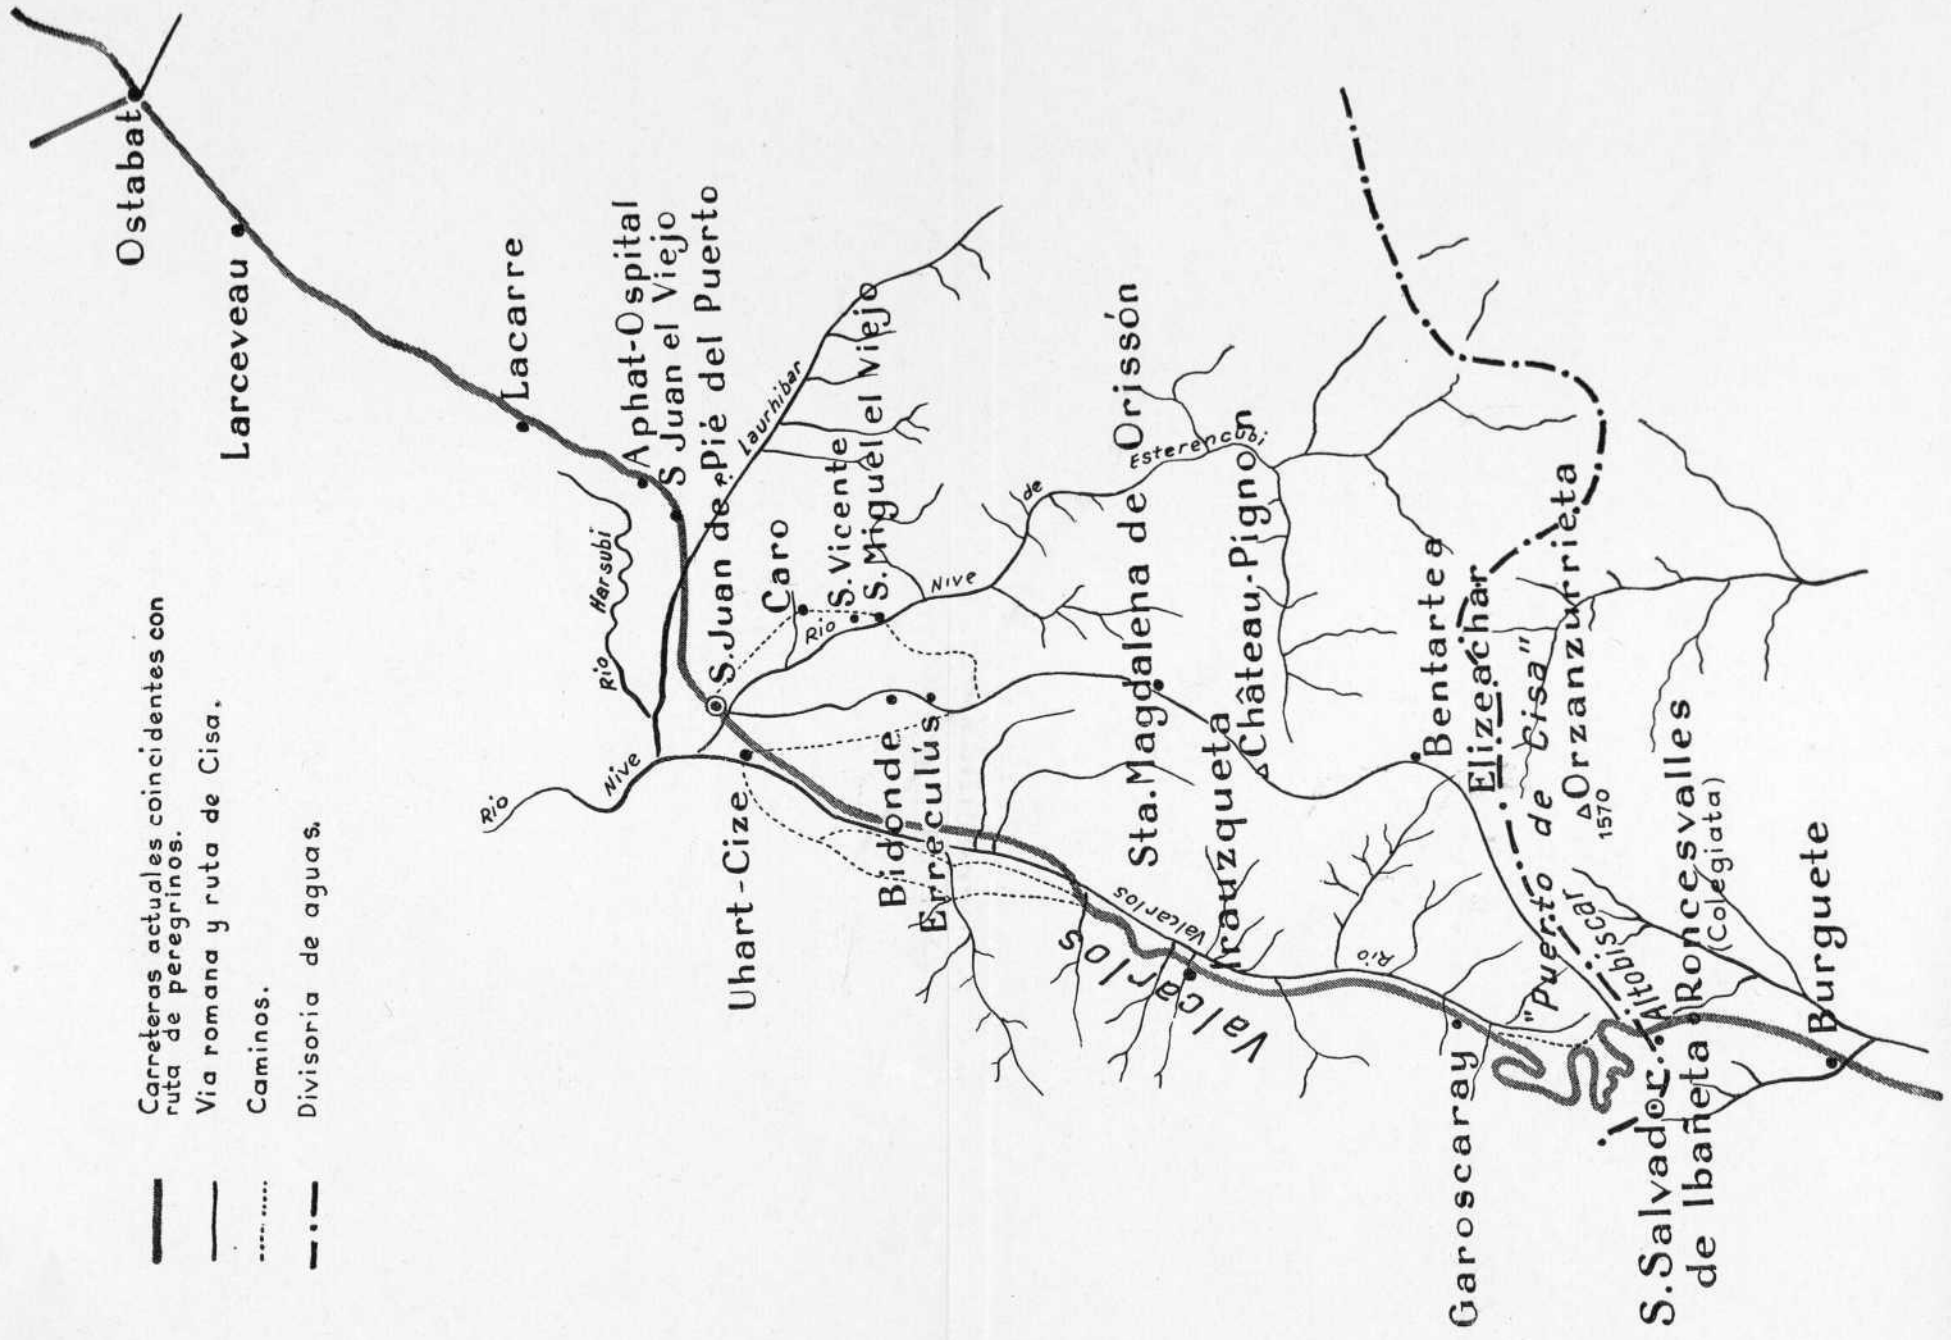 Carreteras actuales coincidentes con
ruta de peregrinos.
Via romana y ruta de Cisa.
Caminos.
Divisoria de aguas.
Ostabat
Larceveau
Lacarre
Aphat-Ospital
S Juan el Viejo
S. Juan de Pié del Puerto
R. Laurhibar
Rio Harsubi
Rio Nive
Caro
S. Vicente
S. Miguel el Viejo
Rio Nive de Esterencubi
Uhart-Cize
Bidonde
Erreculús
Sta. Magdalena de Orissón
Irauzqueta
Château-Pignon
Valcarlos
Rio Valcarlos
Bentartea
Elizeachar
"Puerto de Cisa"
Orzanzurrieta
1570
Garoscaray
Altobiscar
S. Salvador
de Ibañeta
Roncesvalles
(Colegiata)
Burguete